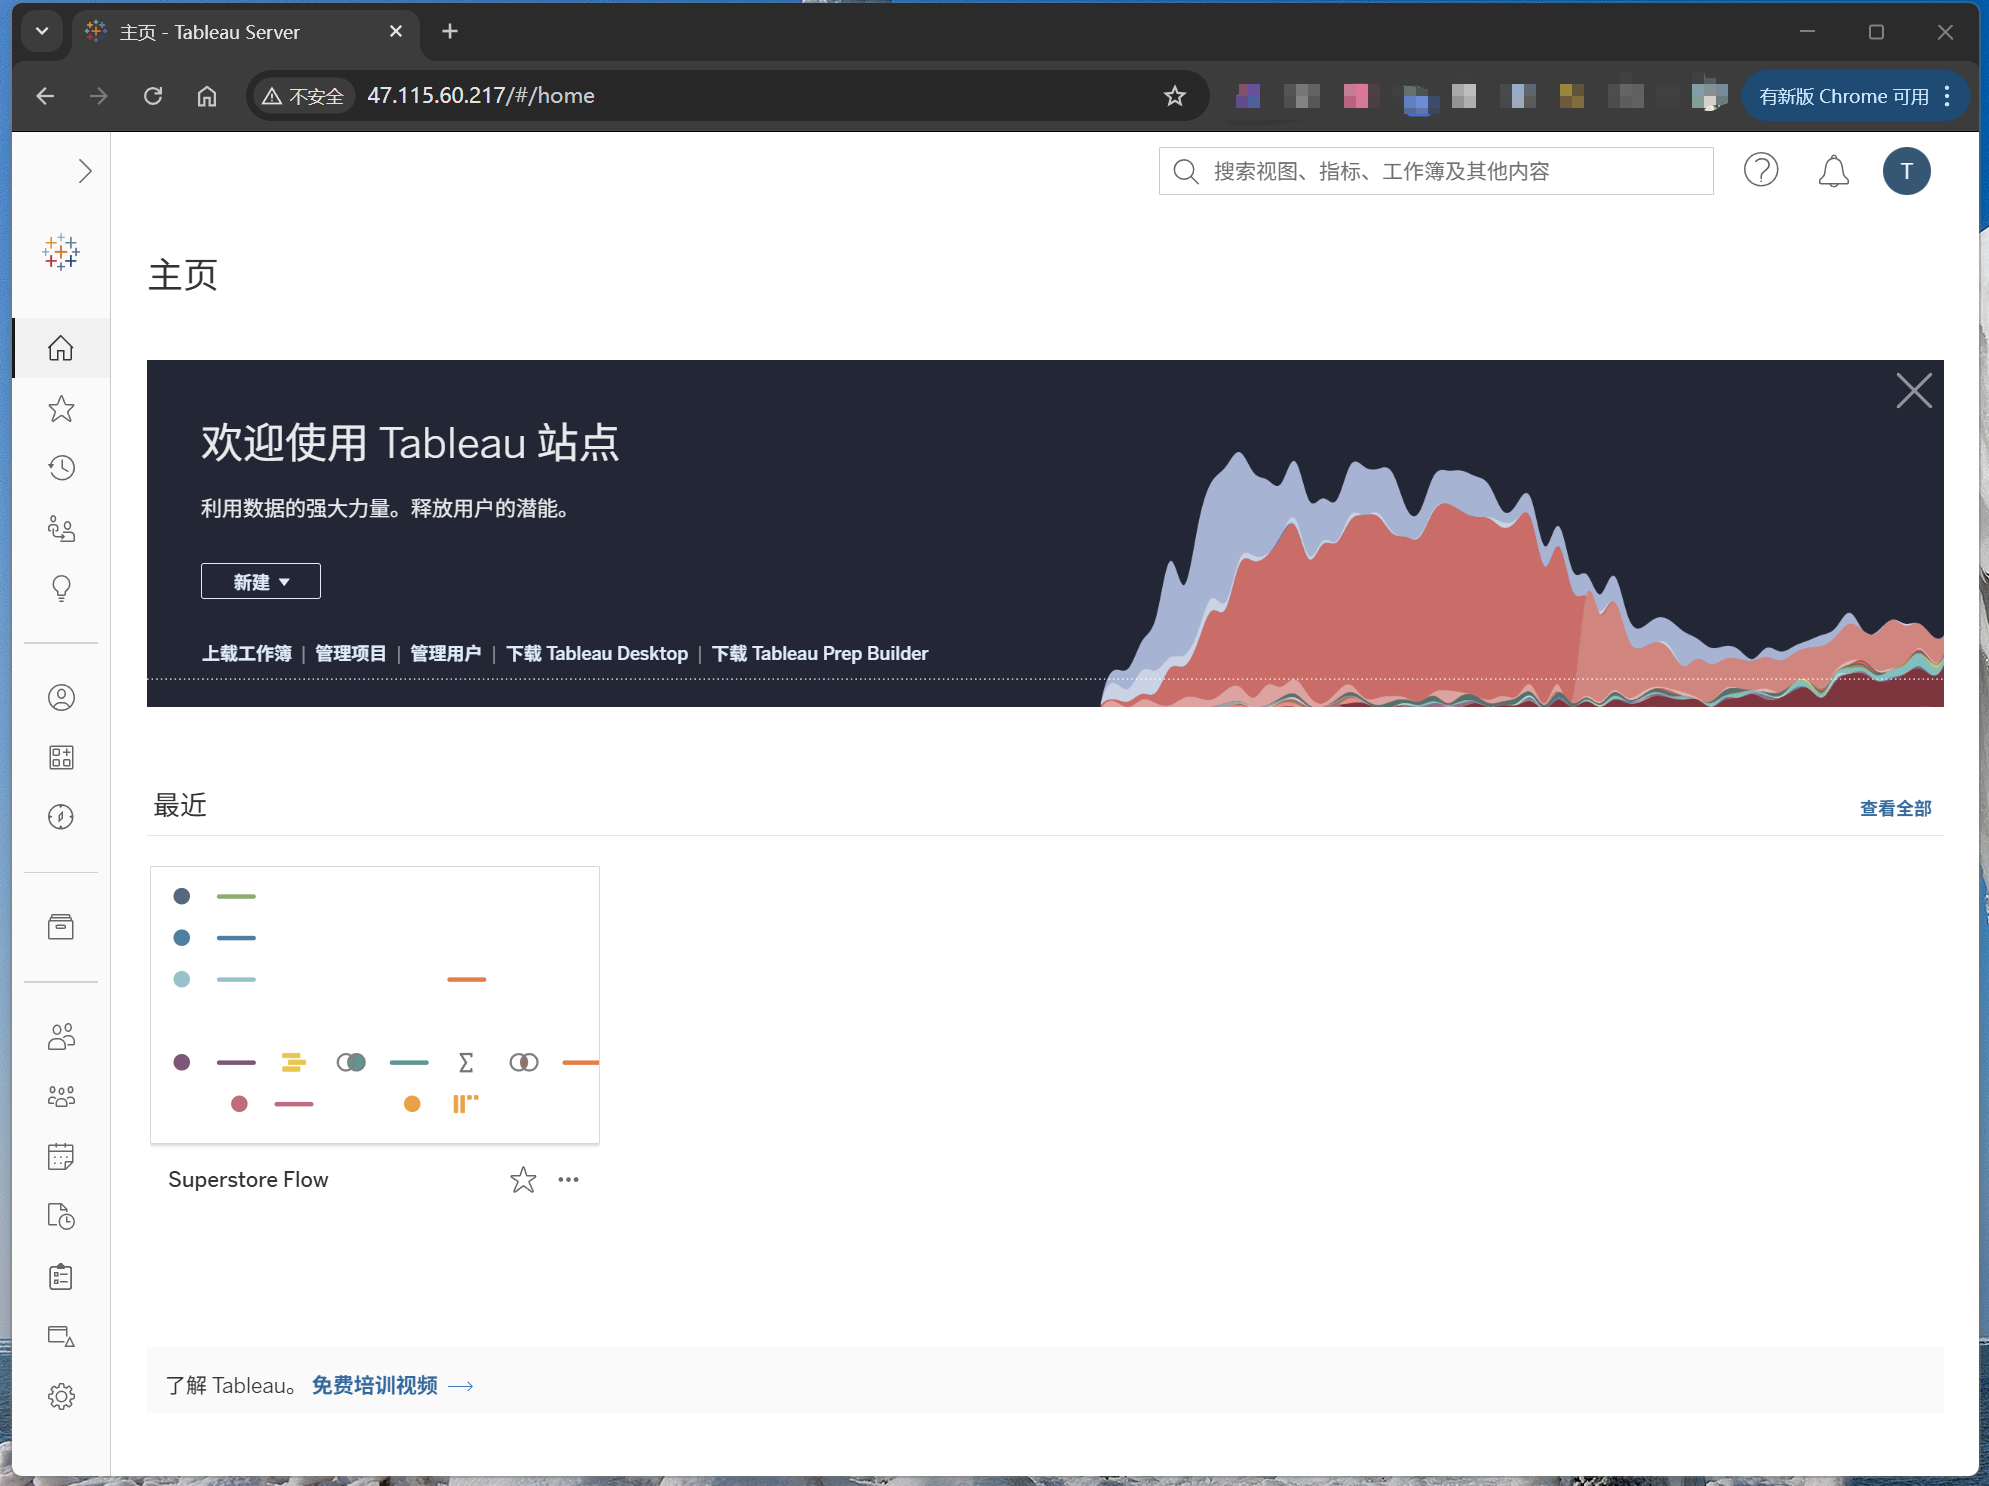 主页 - Tableau Server
不安全
47.115.60.217/#/home
有新版 Chrome 可用
搜索视图、指标、工作簿及其他内容
T
主页
欢迎使用 Tableau 站点
利用数据的强大力量。释放用户的潜能。
新建
上载工作簿 | 管理项目 | 管理用户 | 下载 Tableau Desktop | 下载 Tableau Prep Builder
最近
查看全部
Superstore Flow
了解 Tableau。 免费培训视频 →